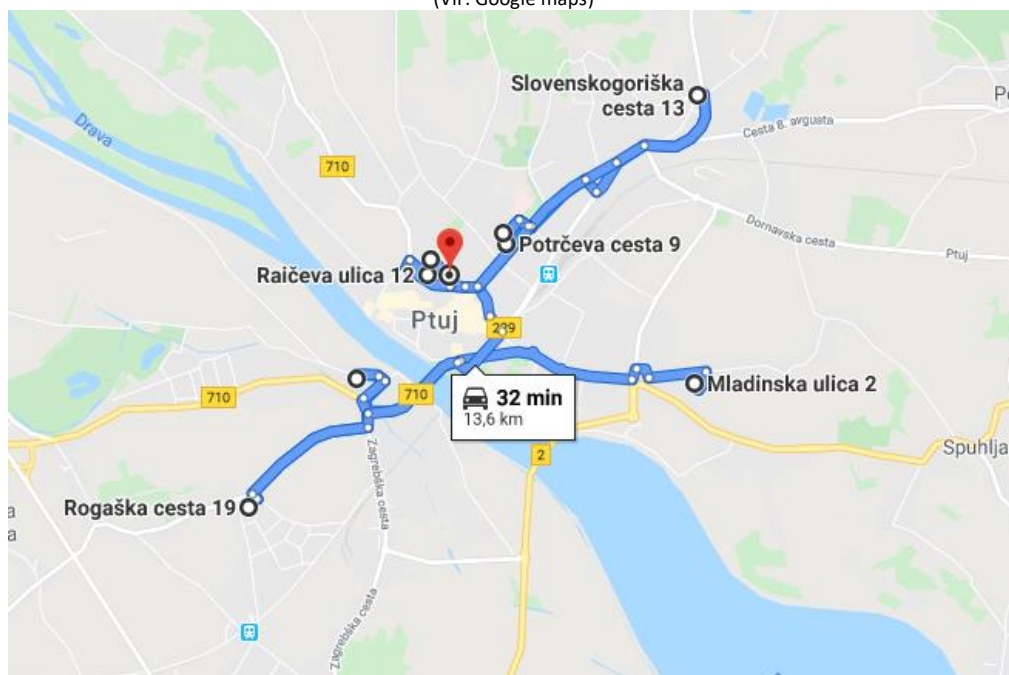 (Vir: Google maps)
Slovenskogoriška
cesta 13
Drava
Cesta 8. avgusta
710
Dornavska cesta
Ptuj
Potrčeva cesta 9
Raičeva ulica 12
Ptuj
710
710
32 min
13,6 km
Mladinska ulica 2
2
Spuhlja
Zagrebška cesta
Rogaška cesta 19
a
a
Zagrebška cesta